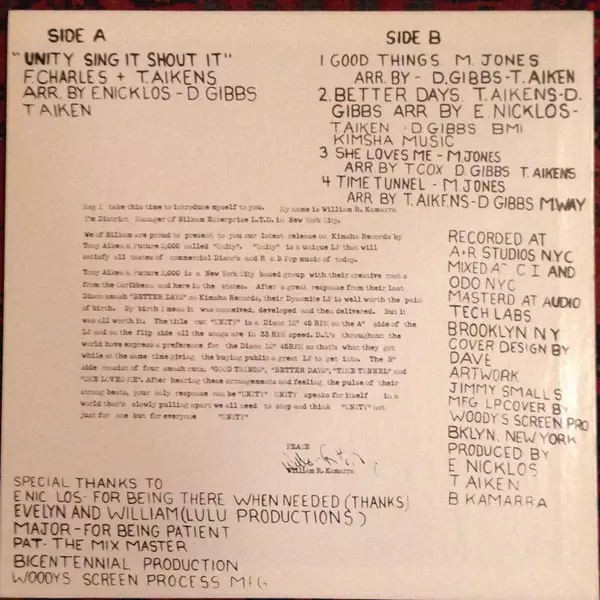 SIDE A
"UNITY SING IT SHOUT IT"
F.CHARLES + T.AIKENS
ARR. BY E.NICKLOS - D GIBBS
T AIKEN
SIDE B
1 GOOD THINGS. M. JONES
ARR. BY - D.GIBBS-T. AIKEN
2. BETTER DAYS. T.AIKENS-D.
GIBBS ARR BY E. NICKLOS-
T.AIKEN - D GIBBS BMI
KIMSHA MUSIC
3 SHE LOVES ME - M.JONES
ARR BY T COX D. GIBBS T. AIKENS
4 TIME TUNNEL - M.JONES
ARR BY T.AIKENS-D GIBBS M.WAY
May I take this time to introduce myself to you. My name is William R. Kamarra
I'm District Manager of Nilkam Enterprise L.T.D. in New York City.
We of Nilkam are proud to present to you our latest release on Kimsha Records by
Tony Aiken & Future 2,000 called "Unity". "Unity" is a unique LP that will
satisfy all tastes of commercial Disco's and R & B Pop music of today.
Tony Aiken & Future 2,000 is a New York City based group with their creative roots
from the Caribbean and here in the states. After a great response from their last
Disco smash "BETTER DAYS" on Kimsha Records, their Dynomite LP is well worth the pain
of birth. By birth I mean it was conceived, developed and then delivered. But it
was all worth it. The title cut "UNITY" is a Disco 12" 45 RPM on the A" side of the
LP and on the flip side all the songs are in 33 RPM speed. D.J.'s throughout the
world have express a preference for the Disco 12" 45RPM so that's what they got
while at the same time giving the buying public a great LP to get into. The B"
side consist of four smash cuts, "GOOD THINGS", "BETTER DAYS", "TIME TUNNEL" and
"SHE LOVES ME". After hearing these arrangements and feeling the pulse of their
strong beats, your only response can be "UNITY" UNITY speaks for itself in a
world that's slowly pulling apart we all need to stop and think "UNITY" not
just for one but for everyone "UNITY"
PEACE
William R. Kamarra
RECORDED AT
A+R STUDIOS NYC
MIXED AT C I AND
ODO NYC
MASTERD AT AUDIO
TECH LABS
BROOKLYN NY
COVER DESIGN BY
DAVE
ARTWORK
JIMMY SMALLS
MFG LPCOVER BY
WOODYS SCREEN PRO
BKLYN. NEW YORK
PRODUCED BY
E NICKLOS
T AIKEN
B KAMARRA
SPECIAL THANKS TO
E NIC LOS- FOR BEING THERE WHEN NEEDED (THANKS)
EVELYN AND WILLIAM (LULU PRODUCTIONS)
MAJOR-FOR BEING PATIENT
PAT- THE MIX MASTER
BICENTENNIAL PRODUCTION
WOODYS SCREEN PROCESS MFG